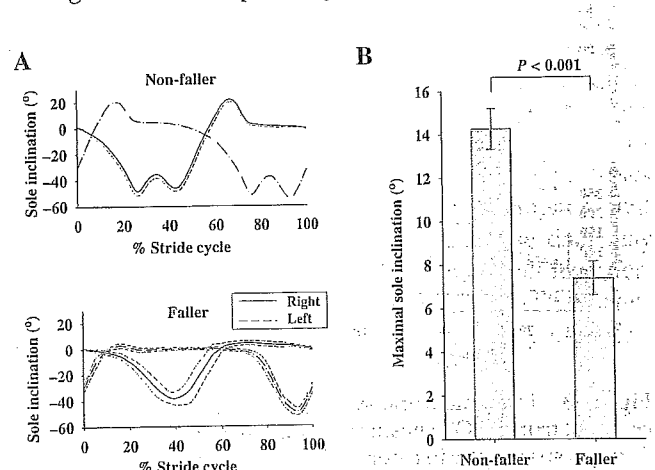 A
Non-faller
Sole inclination (º)
20
0
−20
−40
−60
0
20
40
60
80
100
% Stride cycle
Faller
Right
Left
Sole inclination (º)
20
0
−20
−40
−60
0
20
40
60
80
100
% Stride cycle
B
P < 0.001
Maximal sole inclination (º)
16
14
12
10
8
6
4
2
0
Non-faller
Faller